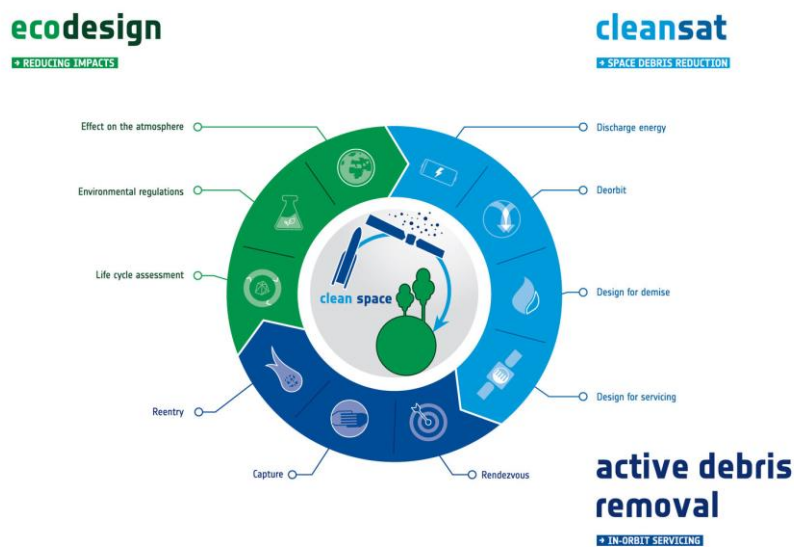 ecodesign
→ REDUCING IMPACTS
cleansat
→ SPACE DEBRIS REDUCTION
Effect on the atmosphere
Environmental regulations
Life cycle assessment
Reentry
Capture
Rendezvous
Discharge energy
Deorbit
Design for demise
Design for servicing
clean space
active debris
removal
→ IN-ORBIT SERVICING